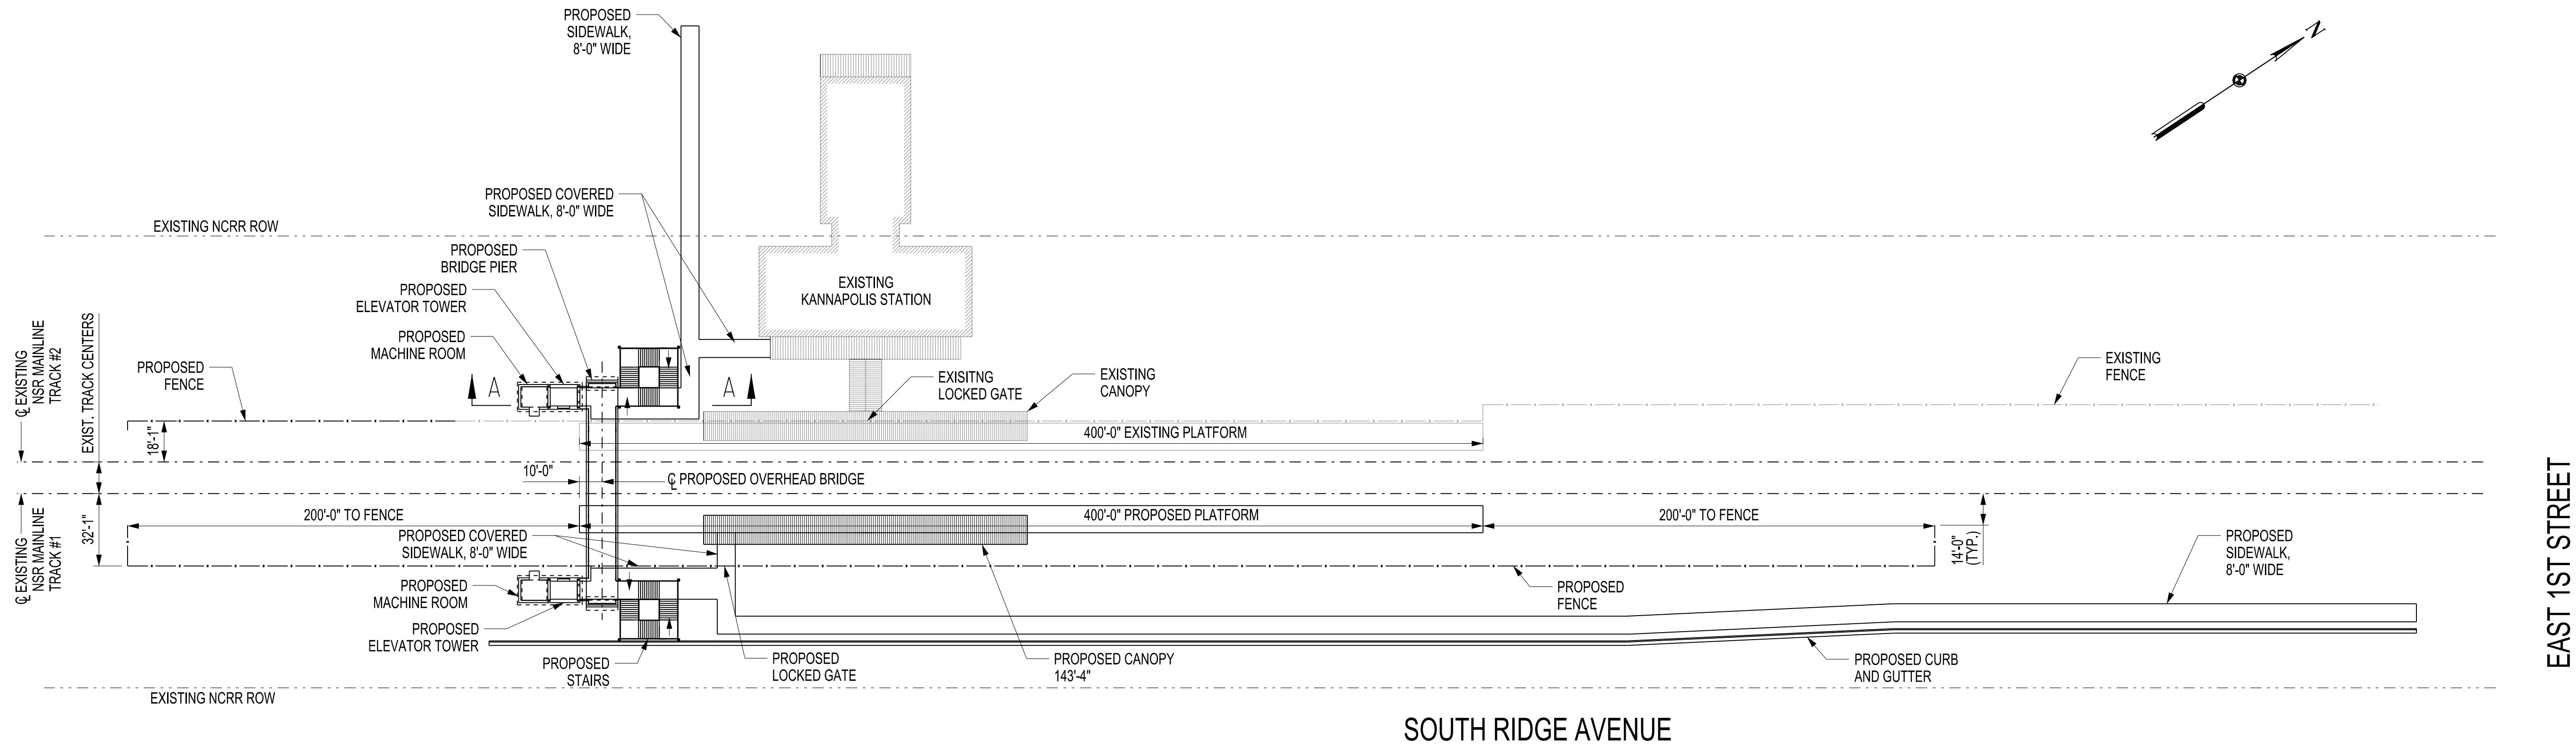 PROPOSED
SIDEWALK,
8'-0" WIDE
N
PROPOSED COVERED
SIDEWALK, 8'-0" WIDE
EXISTING NCRR ROW
PROPOSED
BRIDGE PIER
PROPOSED
ELEVATOR TOWER
PROPOSED
MACHINE ROOM
EXISTING
KANNAPOLIS STATION
℄ EXISTING
NSR MAINLINE
TRACK #2
EXIST. TRACK CENTERS
PROPOSED
FENCE
A
A
EXISITNG
LOCKED GATE
EXISTING
CANOPY
EXISTING
FENCE
18'-1"
400'-0" EXISTING PLATFORM
10'-0"
℄ PROPOSED OVERHEAD BRIDGE
℄ EXISTING
NSR MAINLINE
TRACK #1
32'-1"
200'-0" TO FENCE
400'-0" PROPOSED PLATFORM
200'-0" TO FENCE
14'-0"
(TYP.)
PROPOSED COVERED
SIDEWALK, 8'-0" WIDE
PROPOSED
SIDEWALK,
8'-0" WIDE
PROPOSED
MACHINE ROOM
PROPOSED
FENCE
PROPOSED
ELEVATOR TOWER
PROPOSED
STAIRS
PROPOSED
LOCKED GATE
PROPOSED CANOPY
143'-4"
PROPOSED CURB
AND GUTTER
EXISTING NCRR ROW
EAST 1ST STREET
SOUTH RIDGE AVENUE